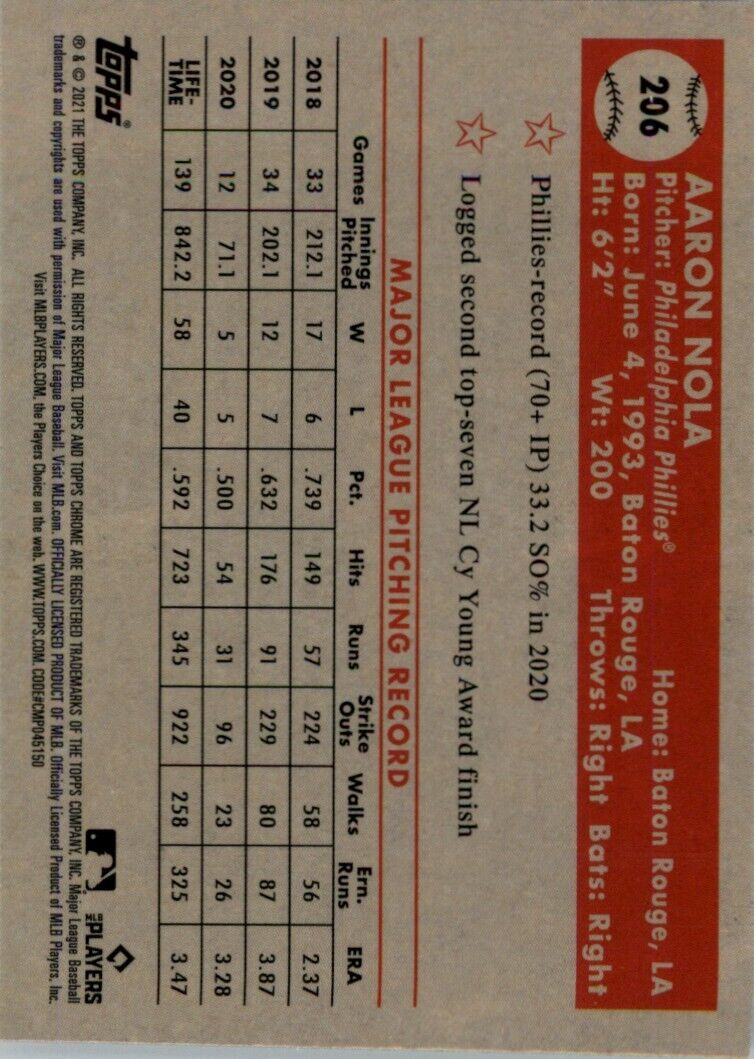 206
AARON NOLA
Pitcher: Philadelphia Phillies® Home: Baton Rouge, LA
Born: June 4, 1993, Baton Rouge, LA
Ht: 6'2" Wt: 200 Throws: Right Bats: Right
Phillies-record (70+ IP) 33.2 SO% in 2020
Logged second top-seven NL Cy Young Award finish
MAJOR LEAGUE PITCHING RECORD
Games Innings Pitched W L Pct. Hits Runs Strike Outs Walks Ern. Runs ERA
2018 33 212.1 17 6 .739 149 57 224 58 56 2.37
2019 34 202.1 12 7 .632 176 91 229 80 87 3.87
2020 12 71.1 5 5 .500 54 31 96 23 26 3.28
LIFE-TIME 139 842.2 58 40 .592 723 345 922 258 325 3.47
topps®
MLB PLAYERS
® & © 2021 THE TOPPS COMPANY, INC. ALL RIGHTS RESERVED. TOPPS AND TOPPS CHROME ARE REGISTERED TRADEMARKS OF THE TOPPS COMPANY, INC. Major League Baseball
trademarks and copyrights are used with permission of Major League Baseball. Visit MLB.com. OFFICIALLY LICENSED PRODUCT OF MLB. Officially Licensed Product of MLB Players, Inc.
Visit MLBPLAYERS.COM, the Players Choice on the web. WWW.TOPPS.COM. CODE#CMP045150